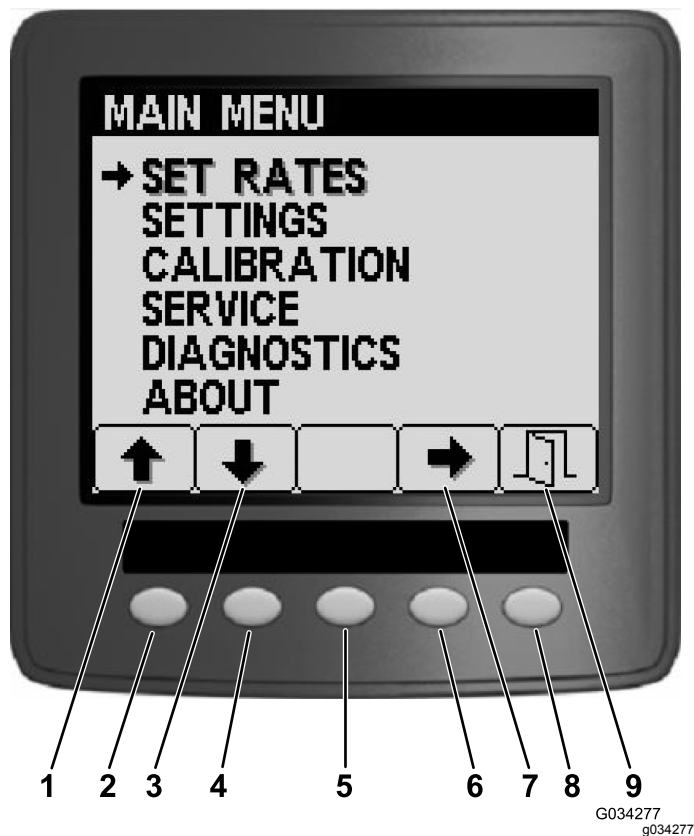 MAIN MENU
SET RATES
SETTINGS
CALIBRATION
SERVICE
DIAGNOSTICS
ABOUT
1 2 3 4 5 6 7 8 9
G034277
g034277